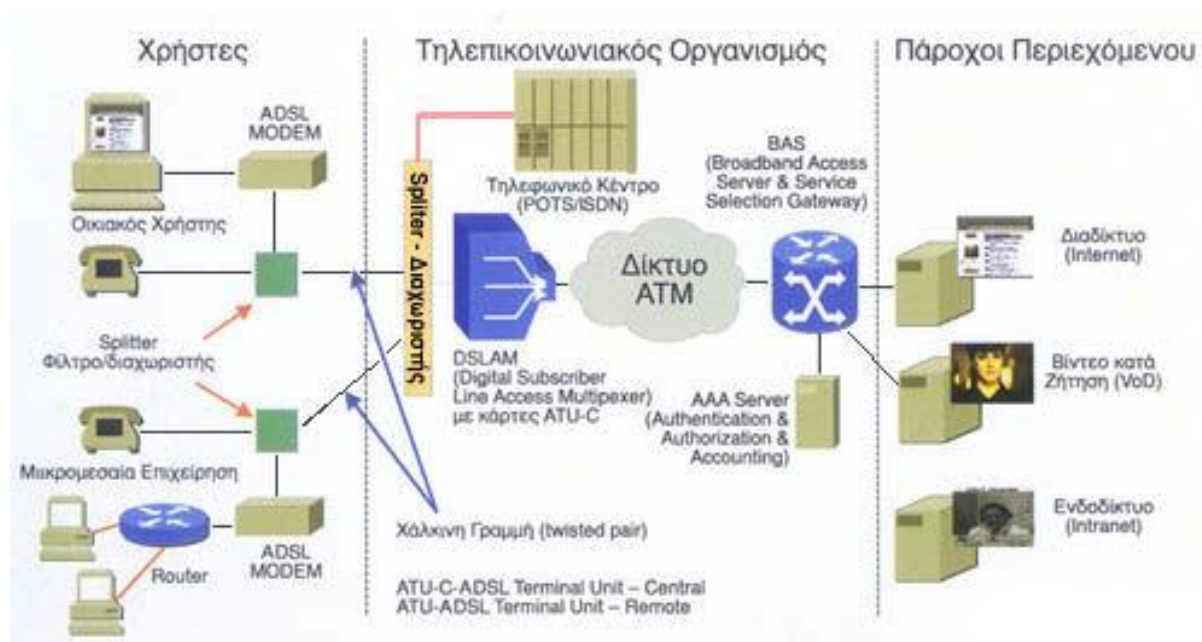 Χρήστες
Τηλεπικοινωνιακός Οργανισμός
Πάροχοι Περιεχόμενου
ADSL
MODEM
Οικιακός Χρήστης
Splitter
Φίλτρο/διαχωριστής
Μιικρομεσαία Επιχείρηση
Router
ADSL
MODEM
Spliter - Διαχωριστής
Τηλεφωνικό Κέντρο
(POTS/ISDN)
DSLAM
(Digital Subscriber
Line Access Multipexer)
με κάρτες ATU-C
Δίκτυο
ATM
BAS
(Broadband Access
Server & Service
Selection Gateway)
AAA Server
(Authentication &
Authorization &
Accounting)
Χάλκινη Γραμμή (twisted pair)
ATU-C-ADSL Terminal Unit – Central
ATU-ADSL Terminal Unit – Remote
Διαδίκτυο
(Internet)
Βίντεο κατά
Ζήτηση (VoD)
Ενδοδίκτυο
(Intranet)